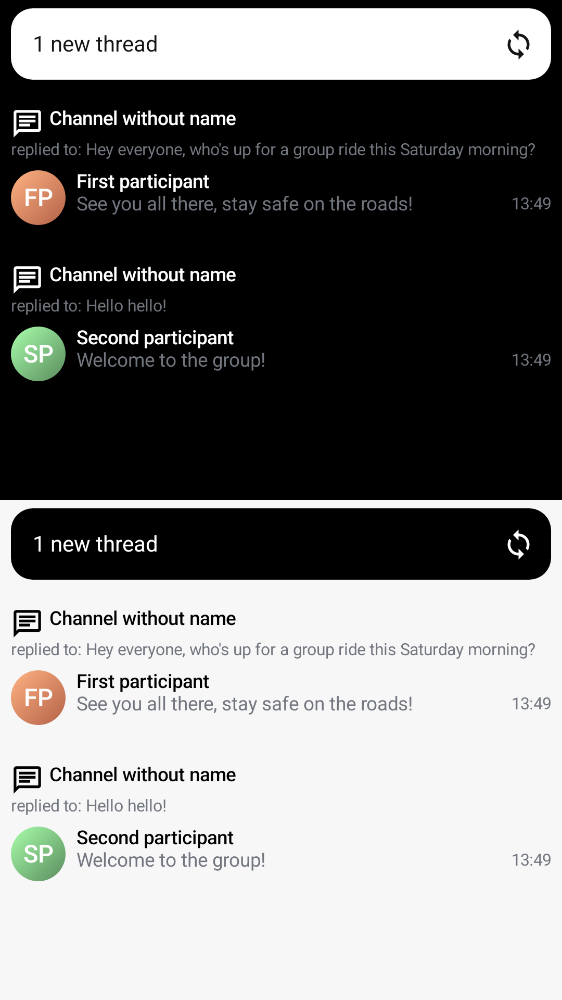 1 new thread
Channel without name
replied to: Hey everyone, who's up for a group ride this Saturday morning?
FP
First participant
See you all there, stay safe on the roads!
13:49
Channel without name
replied to: Hello hello!
SP
Second participant
Welcome to the group!
13:49
1 new thread
Channel without name
replied to: Hey everyone, who's up for a group ride this Saturday morning?
FP
First participant
See you all there, stay safe on the roads!
13:49
Channel without name
replied to: Hello hello!
SP
Second participant
Welcome to the group!
13:49